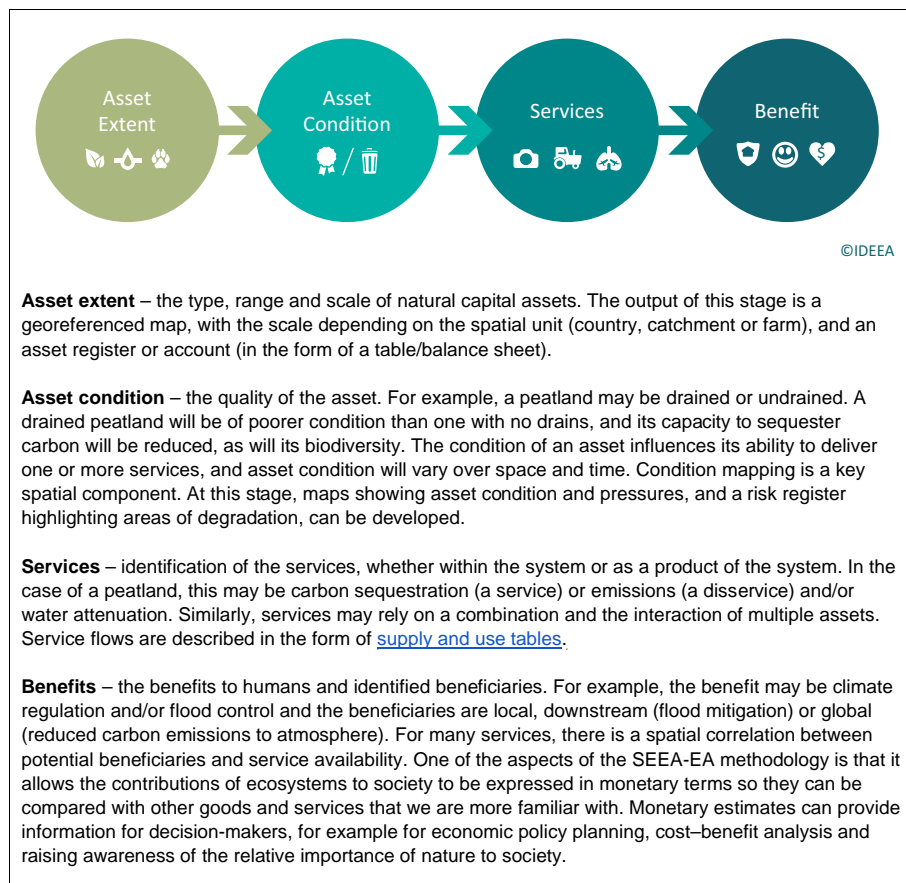 Asset
Extent
Asset
Condition
Services
Benefit
©IDEEA
Asset extent – the type, range and scale of natural capital assets. The output of this stage is a
georeferenced map, with the scale depending on the spatial unit (country, catchment or farm), and an
asset register or account (in the form of a table/balance sheet).
Asset condition – the quality of the asset. For example, a peatland may be drained or undrained. A
drained peatland will be of poorer condition than one with no drains, and its capacity to sequester
carbon will be reduced, as will its biodiversity. The condition of an asset influences its ability to deliver
one or more services, and asset condition will vary over space and time. Condition mapping is a key
spatial component. At this stage, maps showing asset condition and pressures, and a risk register
highlighting areas of degradation, can be developed.
Services – identification of the services, whether within the system or as a product of the system. In the
case of a peatland, this may be carbon sequestration (a service) or emissions (a disservice) and/or
water attenuation. Similarly, services may rely on a combination and the interaction of multiple assets.
Service flows are described in the form of supply and use tables.
Benefits – the benefits to humans and identified beneficiaries. For example, the benefit may be climate
regulation and/or flood control and the beneficiaries are local, downstream (flood mitigation) or global
(reduced carbon emissions to atmosphere). For many services, there is a spatial correlation between
potential beneficiaries and service availability. One of the aspects of the SEEA-EA methodology is that it
allows the contributions of ecosystems to society to be expressed in monetary terms so they can be
compared with other goods and services that we are more familiar with. Monetary estimates can provide
information for decision-makers, for example for economic policy planning, cost–benefit analysis and
raising awareness of the relative importance of nature to society.